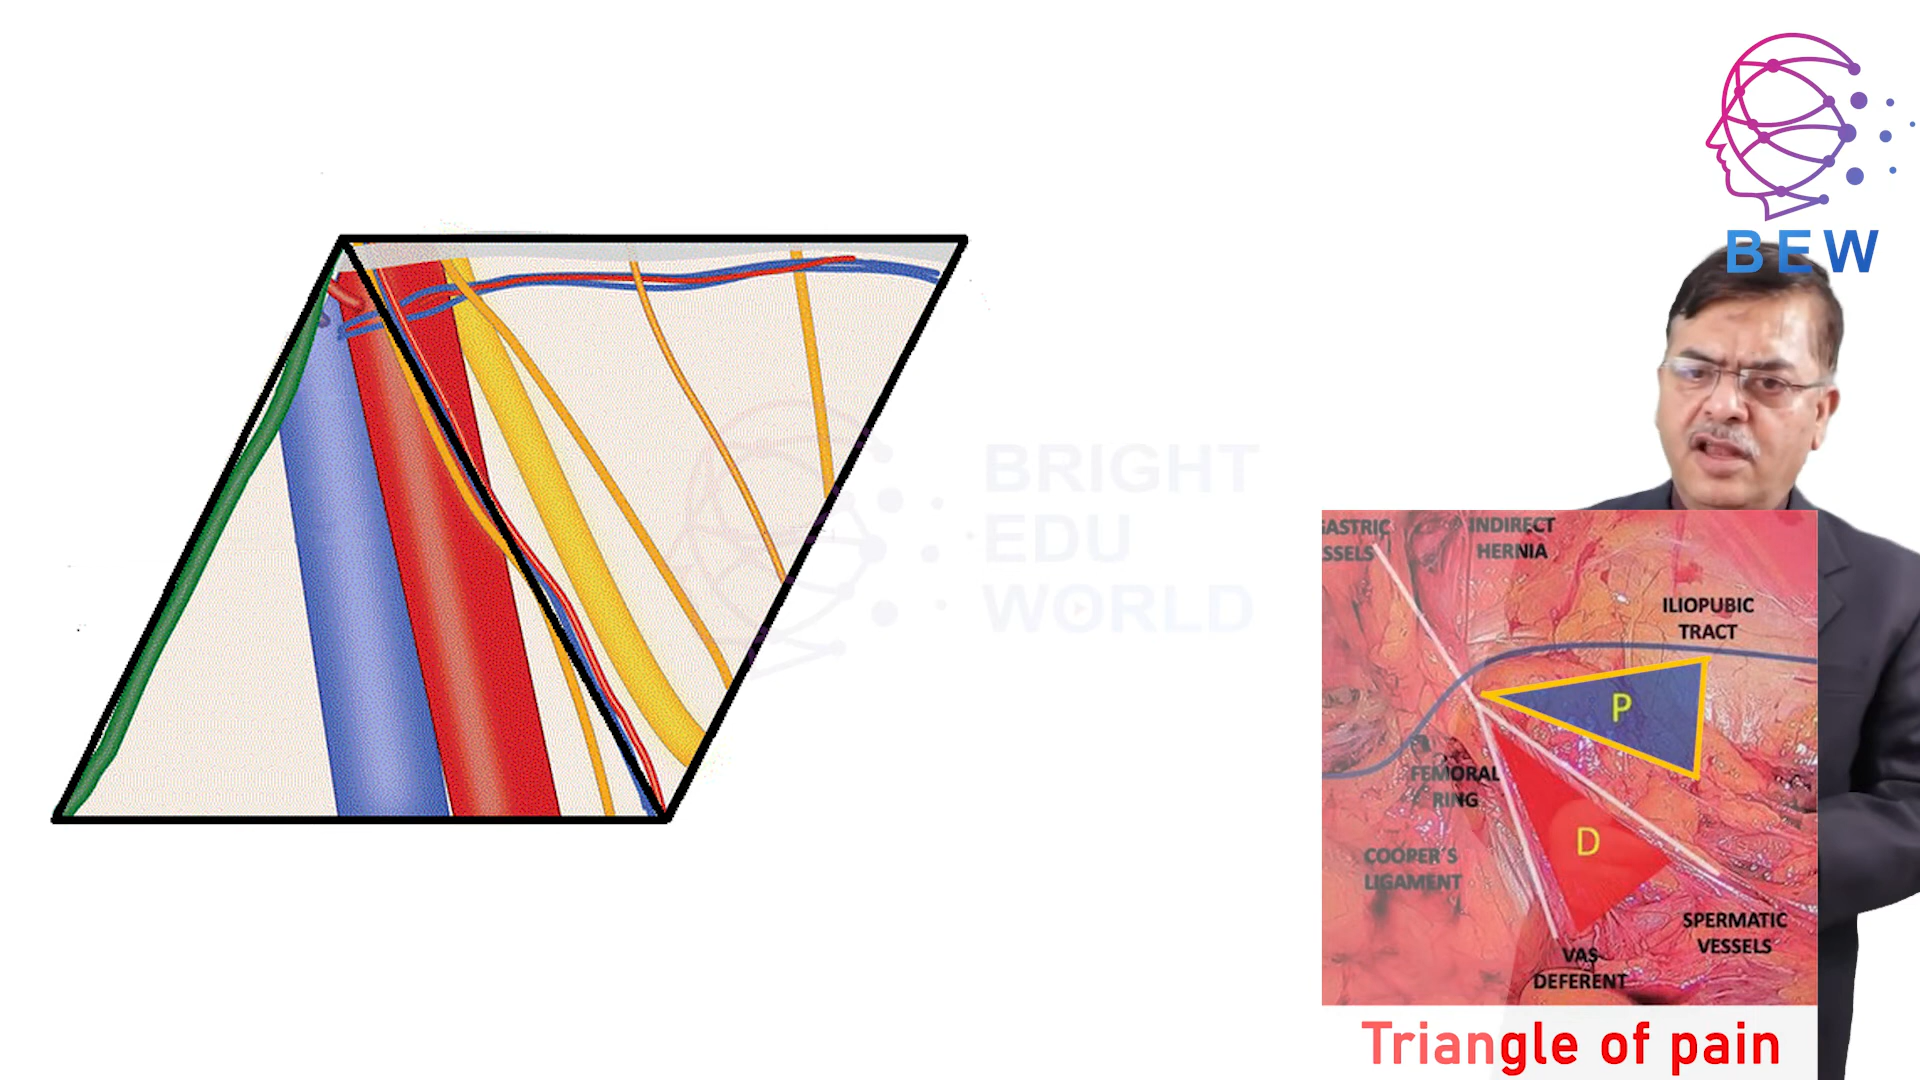 BEW
BRIGHT
EDU
WORLD
GASTRIC
SSELS
INDIRECT
HERNIA
ILIOPUBIC
TRACT
P
FEMORAL
RING
D
COOPER´S
LIGAMENT
SPERMATIC
VESSELS
VAS
DEFERENT
Triangle of pain